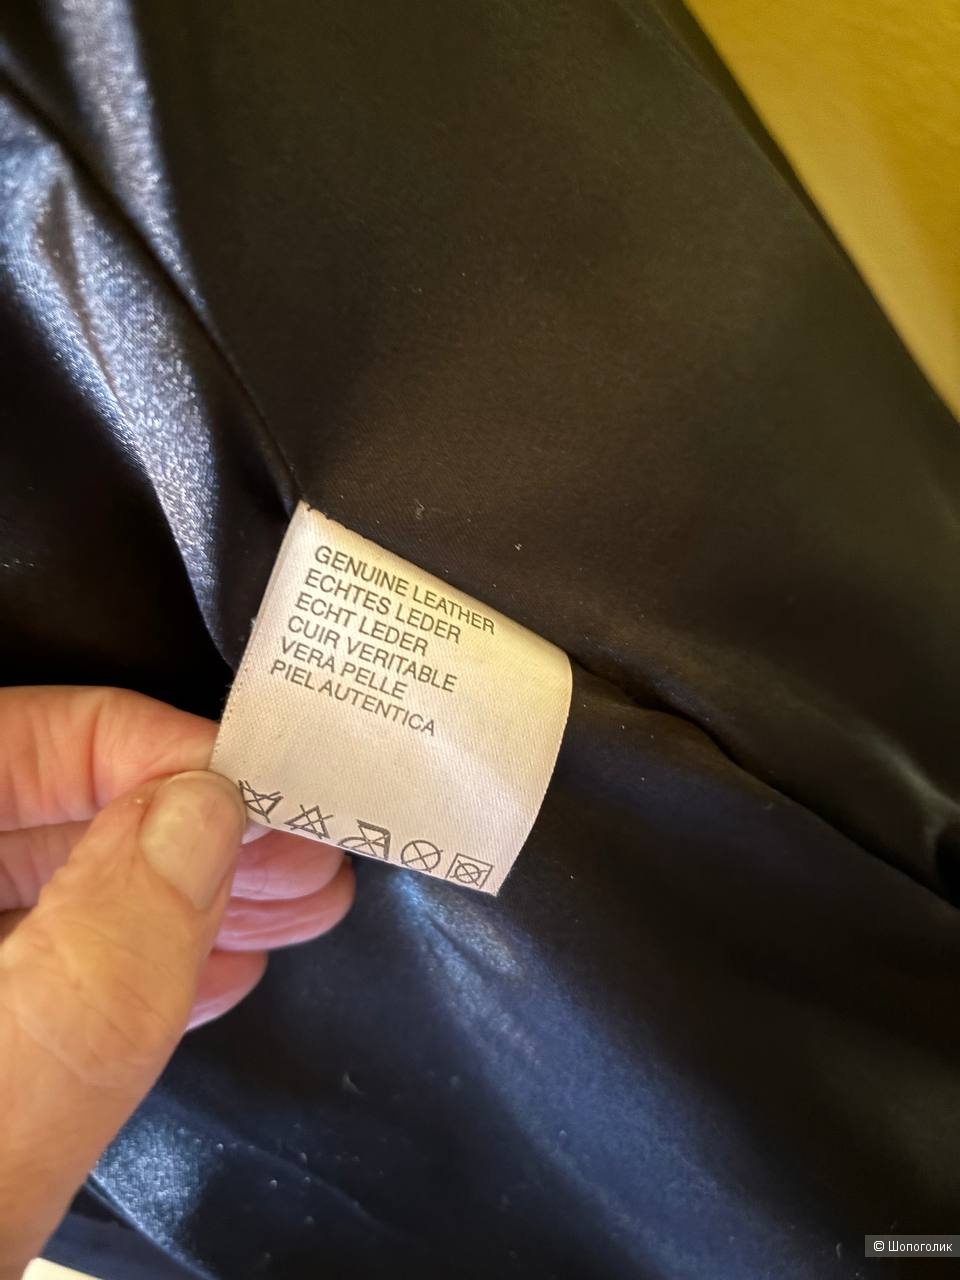 GENUINE LEATHER
ECHTES LEDER
ECHT LEDER
CUIR VERITABLE
VERA PELLE
PIEL AUTENTICA
© Шопоголик